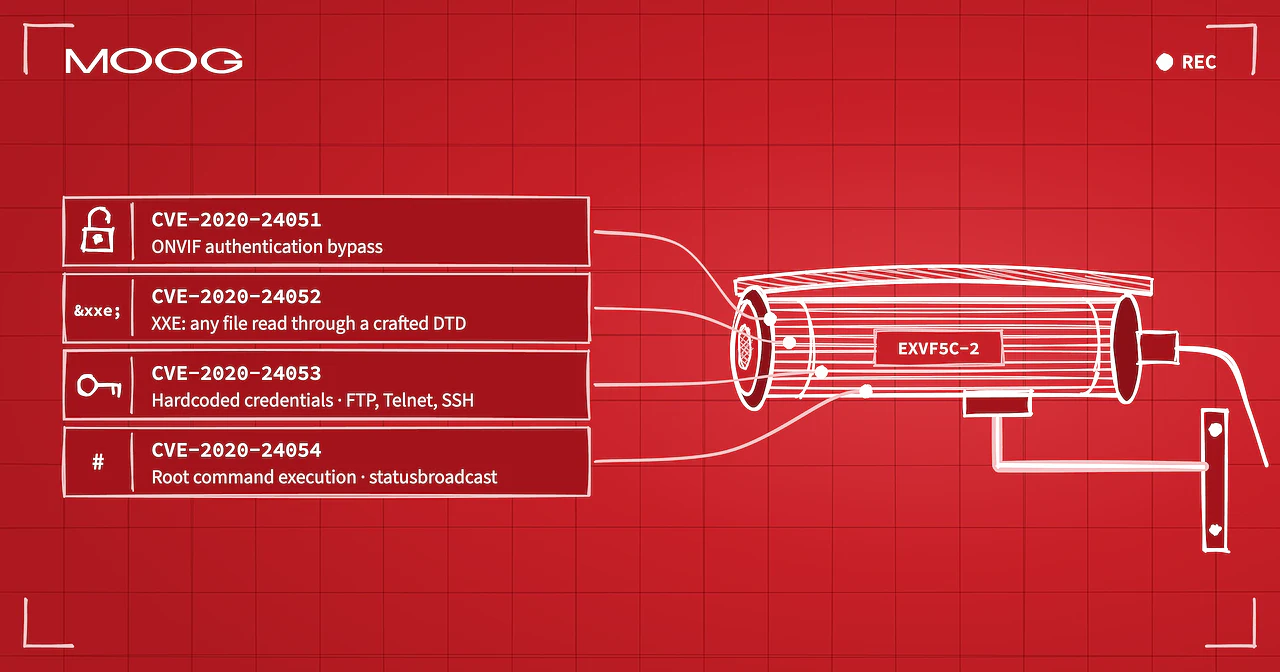 MOOG
REC
CVE-2020-24051
ONVIF authentication bypass
&xxe;
CVE-2020-24052
XXE: any file read through a crafted DTD
CVE-2020-24053
Hardcoded credentials · FTP, Telnet, SSH
#
CVE-2020-24054
Root command execution · statusbroadcast
EXVF5C-2